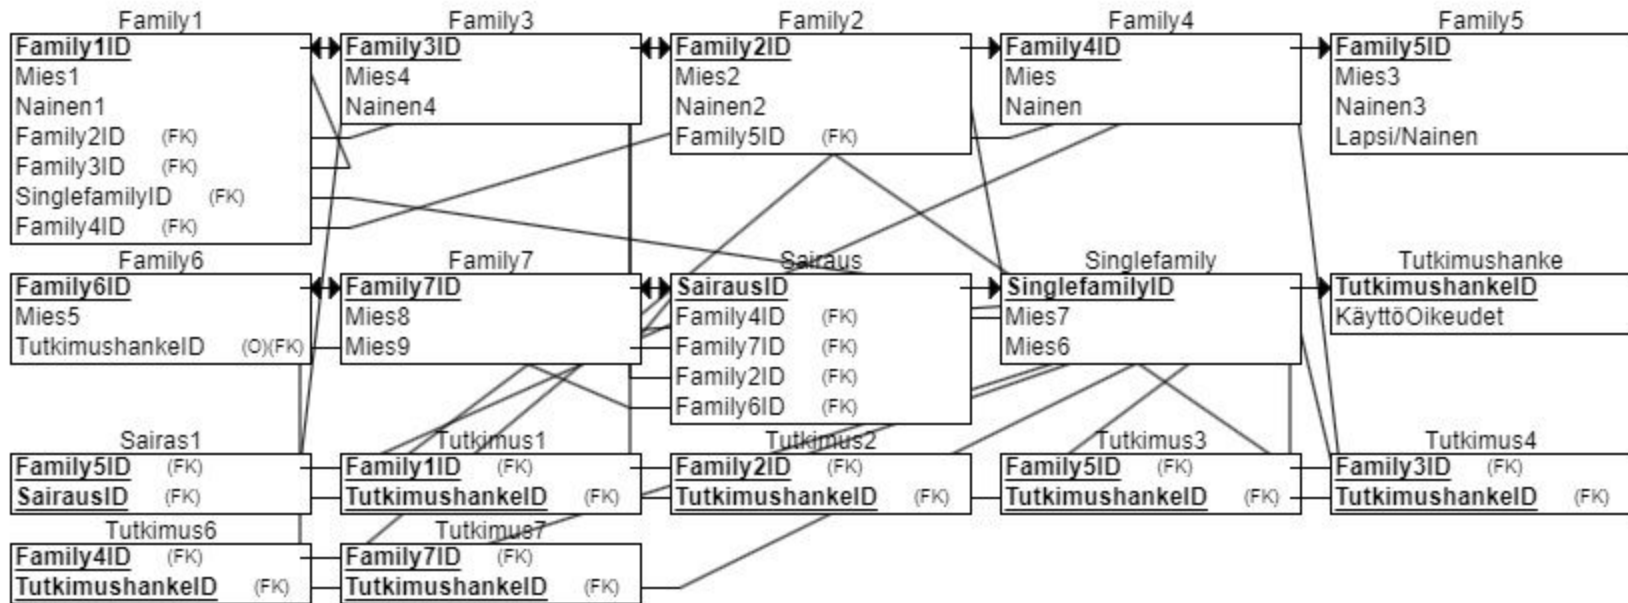 Family1
Family1ID
Mies1
Nainen1
Family2ID (FK)
Family3ID (FK)
SinglefamilyID (FK)
Family4ID (FK)
Family3
Family3ID
Mies4
Nainen4
Family2
Family2ID
Mies2
Nainen2
Family5ID (FK)
Family4
Family4ID
Mies
Nainen
Family5
Family5ID
Mies3
Nainen3
Lapsi/Nainen
Family6
Family6ID
Mies5
TutkimushankeID (O)(FK)
Family7
Family7ID
Mies8
Mies9
Sairaus
SairausID
Family4ID (FK)
Family7ID (FK)
Family2ID (FK)
Family6ID (FK)
Singlefamily
SinglefamilyID
Mies7
Mies6
Tutkimushanke
TutkimushankeID
KäyttöOikeudet
Sairas1
Family5ID (FK)
SairausID (FK)
Tutkimus1
Family1ID (FK)
TutkimushankeID (FK)
Tutkimus2
Family2ID (FK)
TutkimushankeID (FK)
Tutkimus3
Family5ID (FK)
TutkimushankeID (FK)
Tutkimus4
Family3ID (FK)
TutkimushankeID (FK)
Tutkimus6
Family4ID (FK)
TutkimushankeID (FK)
Tutkimus7
Family7ID (FK)
TutkimushankeID (FK)